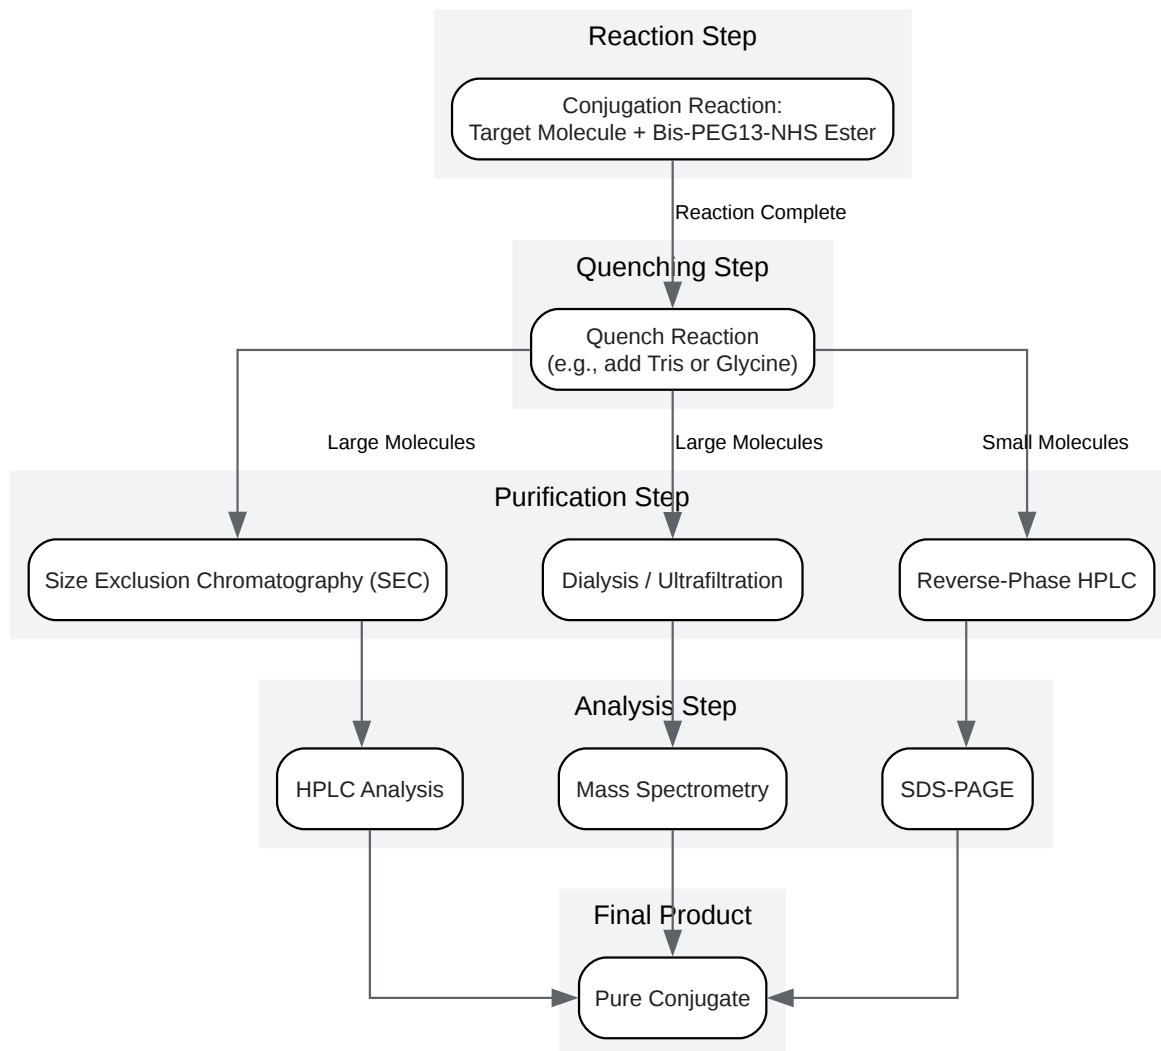 Reaction Step
Conjugation Reaction:
Target Molecule + Bis-PEG13-NHS Ester
Reaction Complete
Quenching Step
Quench Reaction
(e.g., add Tris or Glycine)
Large Molecules
Large Molecules
Small Molecules
Purification Step
Size Exclusion Chromatography (SEC)
Dialysis / Ultrafiltration
Reverse-Phase HPLC
Analysis Step
HPLC Analysis
Mass Spectrometry
SDS-PAGE
Final Product
Pure Conjugate